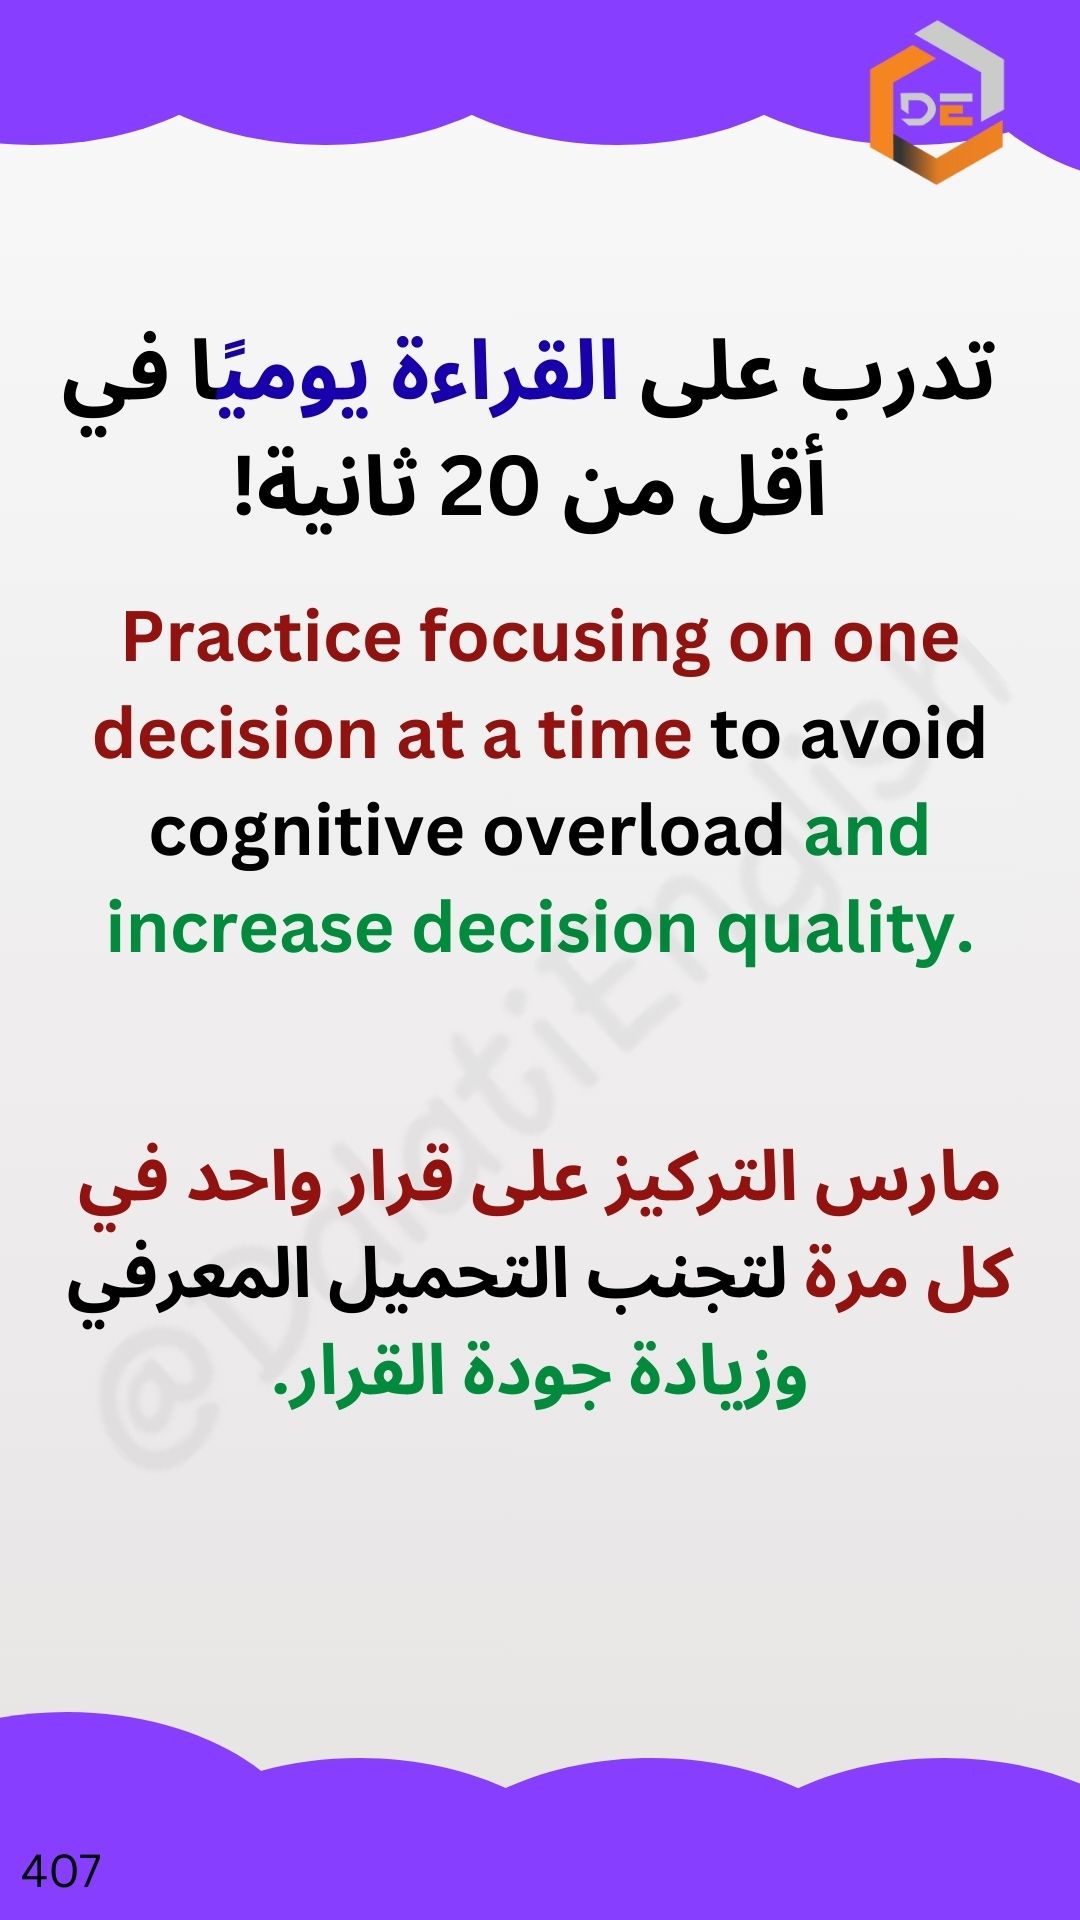 DE
تدرب على القراءة يوميًا في
أقل من 20 ثانية!
Practice focusing on one
decision at a time to avoid
cognitive overload and
increase decision quality.
@DalatiEnglish
مارس التركيز على قرار واحد في
كل مرة لتجنب التحميل المعرفي
وزيادة جودة القرار.
407